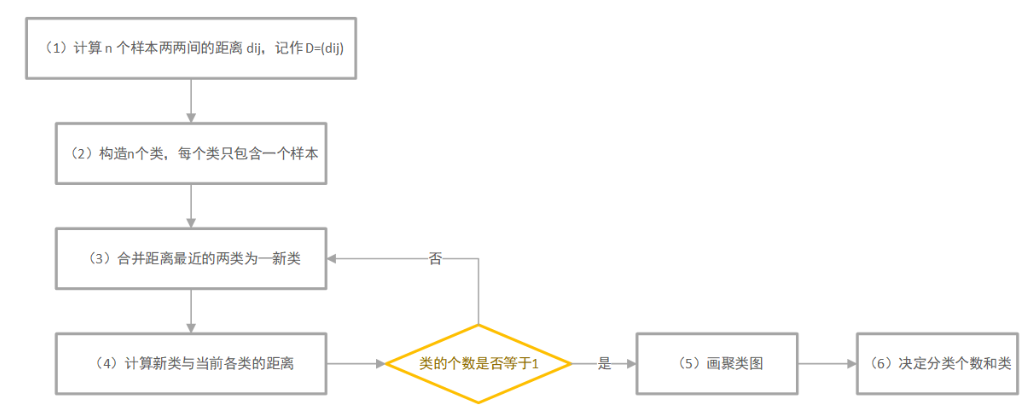 （1）计算 n 个样本两两间的距离 dij，记作 D=(dij)
（2）构造n个类，每个类只包含一个样本
（3）合并距离最近的两类为一新类
否
（4）计算新类与当前各类的距离
类的个数是否等于1
是
（5）画聚类图
（6）决定分类个数和类